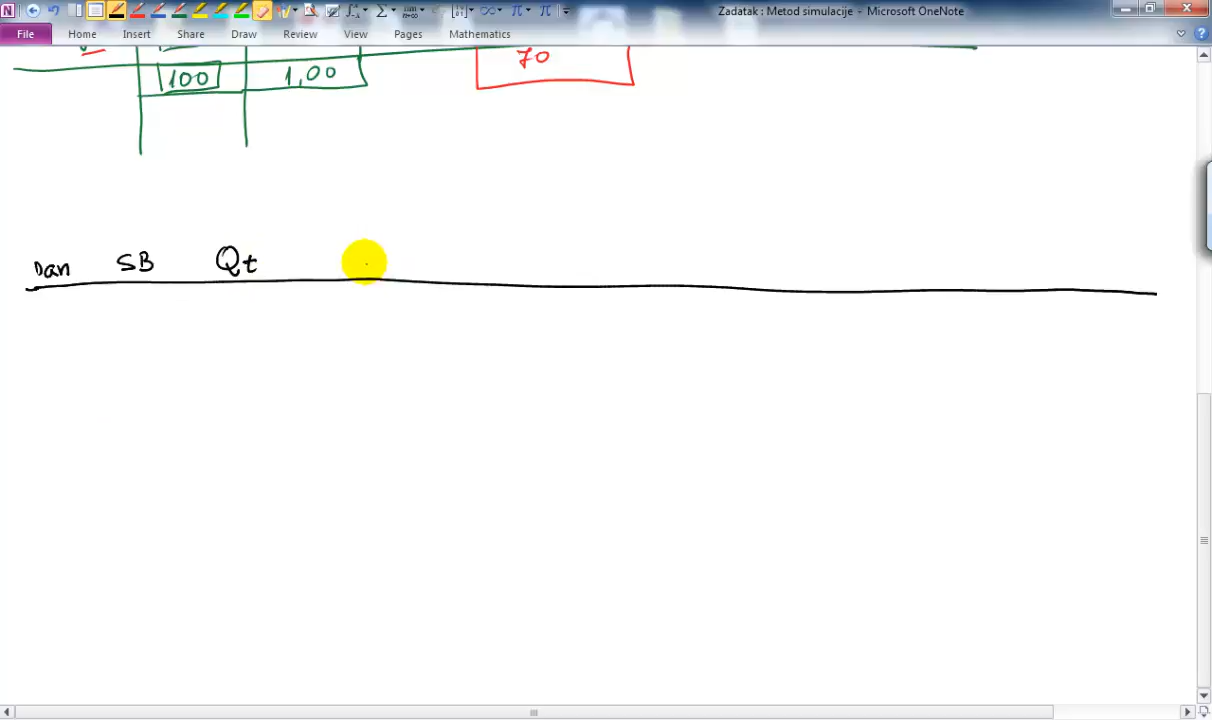 Zadatak : Metod simulacije - Microsoft OneNote
File Home Insert Share Draw Review View Pages Mathematics
70
100 1,00
Dan SB Qt